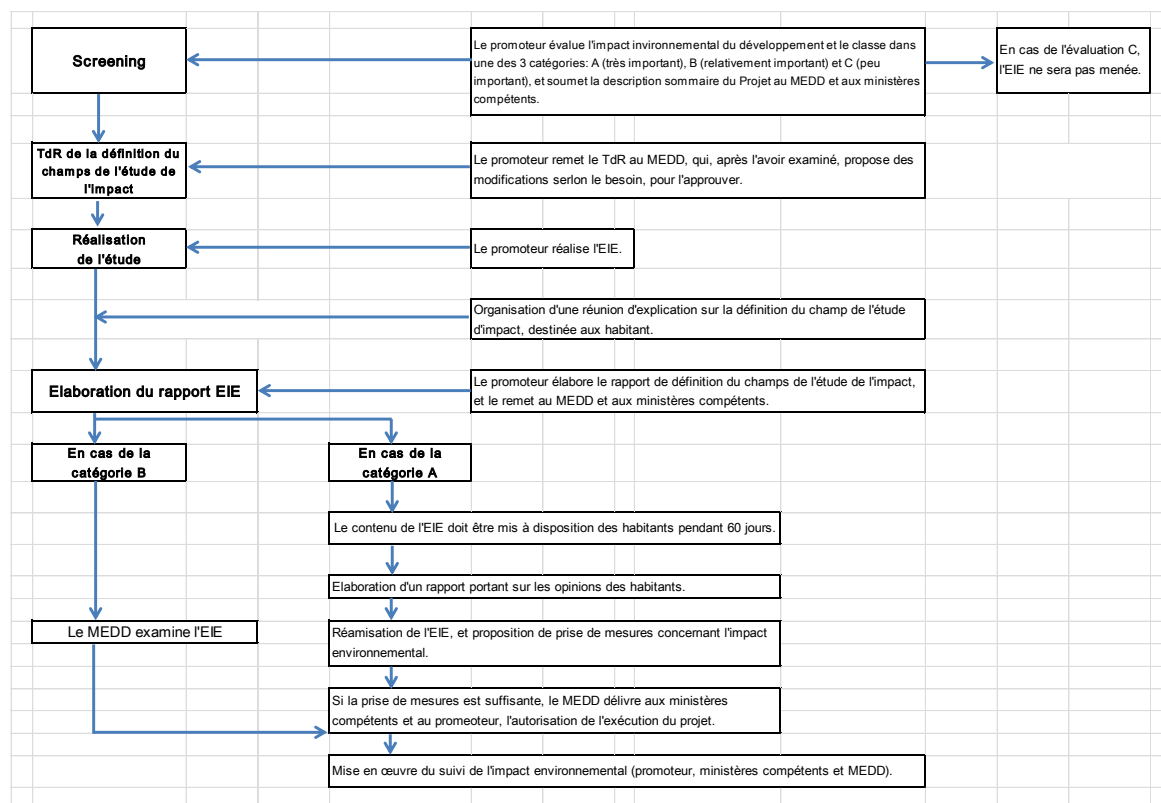 Screening
Le promoteur évalue l'impact invironnemental du développement et le classe dans
une des 3 catégories: A (très important), B (relativement important) et C (peu
important), et soumet la description sommaire du Projet au MEDD et aux ministères
compétents.
En cas de l'évaluation C,
l'EIE ne sera pas menée.
TdR de la définition du
champs de l'étude de
l'impact
Le promoteur remet le TdR au MEDD, qui, après l'avoir examiné, propose des
modifications serlon le besoin, pour l'approuver.
Réalisation
de l'étude
Le promoteur réalise l'EIE.
Organisation d'une réunion d'explication sur la définition du champ de l'étude
d'impact, destinée aux habitant.
Elaboration du rapport EIE
Le promoteur élabore le rapport de définition du champs de l'étude de l'impact,
et le remet au MEDD et aux ministères compétents.
En cas de la
catégorie B
En cas de la
catégorie A
Le contenu de l'EIE doit être mis à disposition des habitants pendant 60 jours.
Elaboration d'un rapport portant sur les opinions des habitants.
Le MEDD examine l'EIE
Réamisation de l'EIE, et proposition de prise de mesures concernant l'impact
environnemental.
Si la prise de mesures est suffisante, le MEDD délivre aux ministères
compétents et au promeoteur, l'autorisation de l'exécution du projet.
Mise en œuvre du suivi de l'impact environnemental (promoteur, ministères compétents et MEDD).